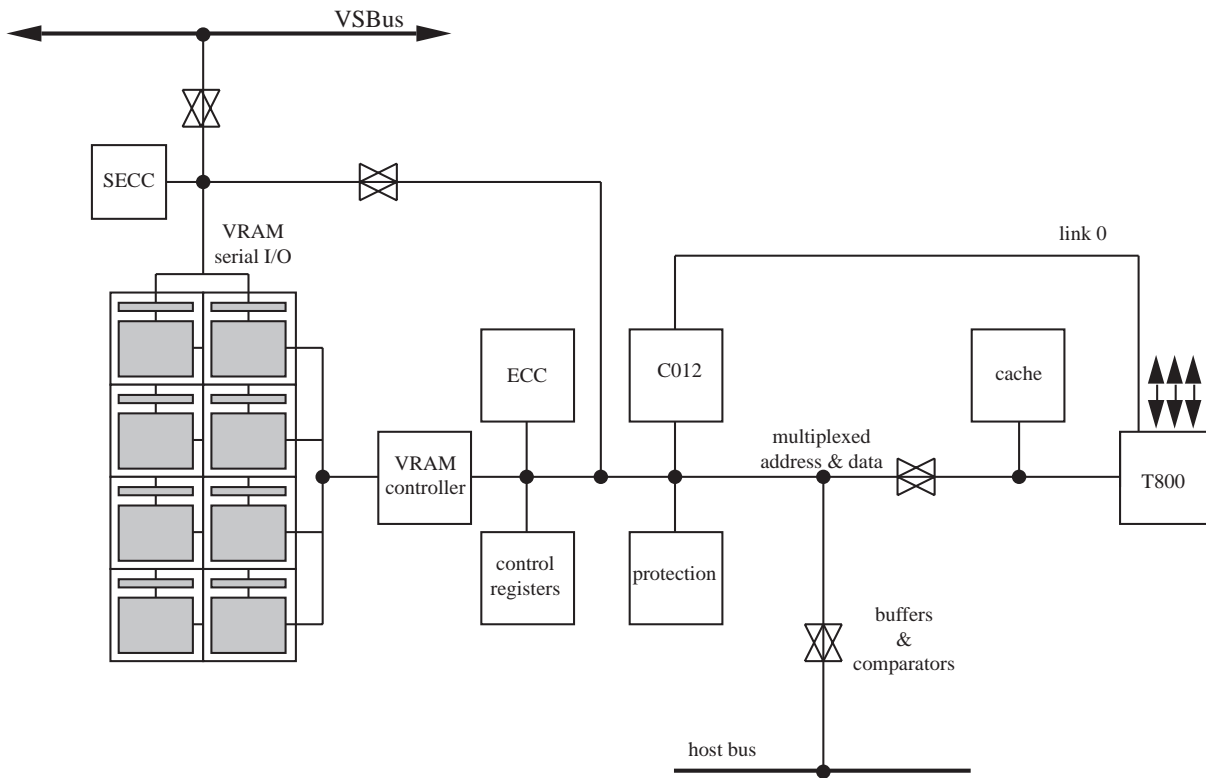 VSBus
SECC
VRAM
serial I/O
link 0
ECC
C012
cache
multiplexed
address & data
VRAM
controller
T800
control
registers
protection
buffers
&
comparators
host bus